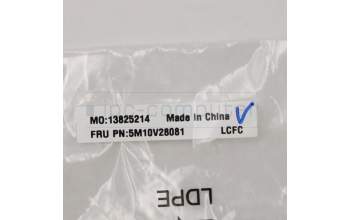 MO:13825214 Made in China
FRU PN:5M10V28081 LCFC
LDPE